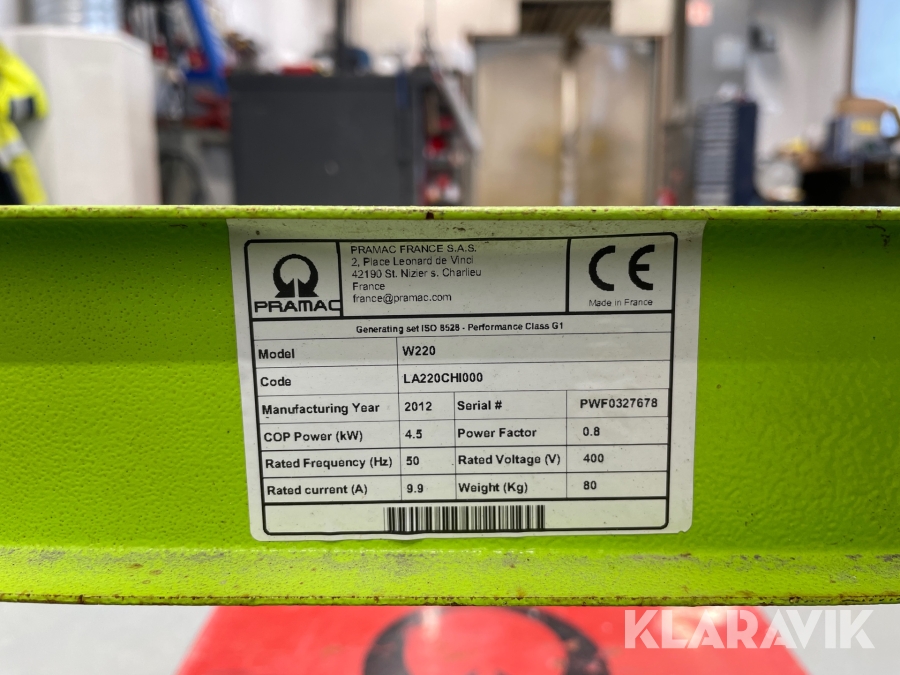 PRAMAC
PRAMAC FRANCE S.A.S.
2, Place Leonard de Vinci
42190 St. Nizier s. Charlieu
France
france@pramac.com
CE
Made in France
Generating set ISO 8528 - Performance Class G1
Model W220
Code LA220CHI000
Manufacturing Year 2012 Serial # PWF0327678
COP Power (kW) 4.5 Power Factor 0.8
Rated Frequency (Hz) 50 Rated Voltage (V) 400
Rated current (A) 9.9 Weight (Kg) 80
KLARAVIK